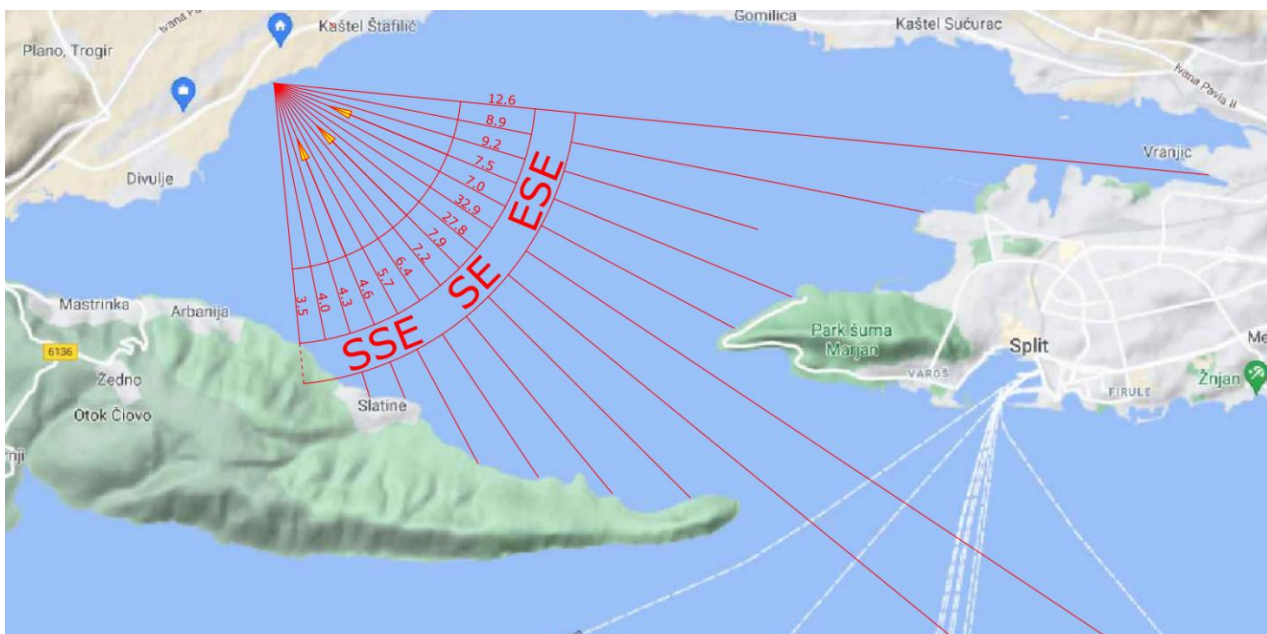 Gomilica
Ivana Pavla
Kaštel Štafilić
Kaštel Sućurac
Plano, Trogir
Ivana Pavla II
Vranjic
Divulje
12.6
8,9
9.2
7.5
7.0
32.9
27.8
7.9
7.2
6.4
5.7
4.6
4.3
4.0
3.5
ESE
SE
SSE
Mastrinka
Arbanija
6136
Žedno
Otok Čiovo
Slatine
Park šuma
Marjan
Split
VAROŠ
FIRULE
Žnjan
Me
rnji